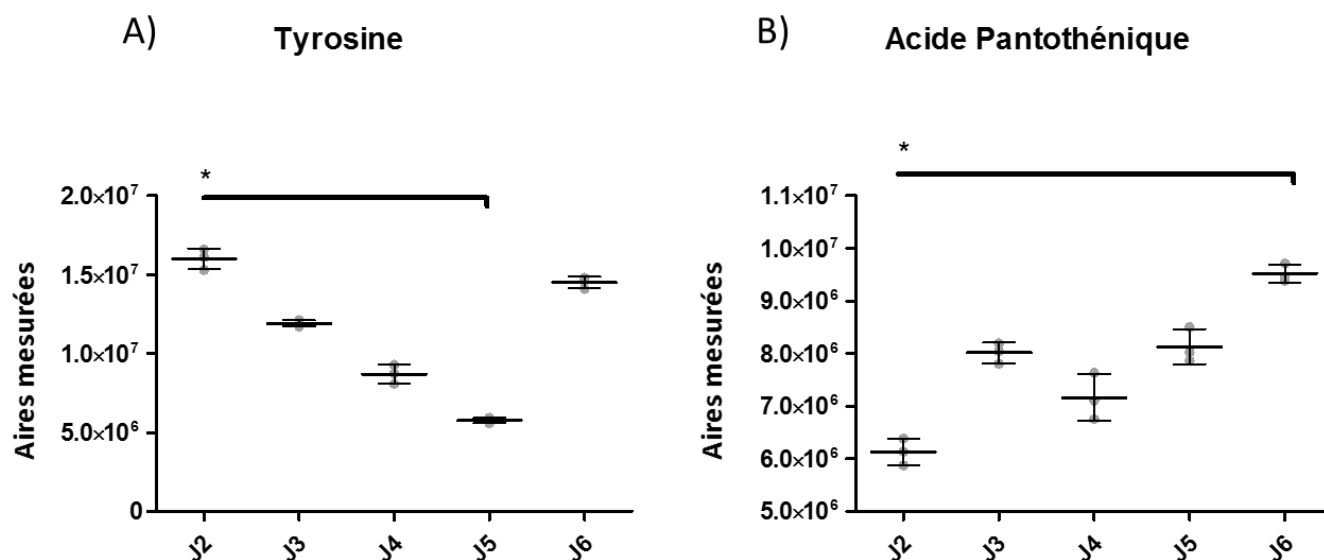 A)
Tyrosine
*
2.0×10⁷
1.5×10⁷
1.0×10⁷
5.0×10⁶
0
Aires mesurées
J2 J3 J4 J5 J6
B)
Acide Pantothénique
*
1.1×10⁷
1.0×10⁷
9.0×10⁶
8.0×10⁶
7.0×10⁶
6.0×10⁶
5.0×10⁶
Aires mesurées
J2 J3 J4 J5 J6